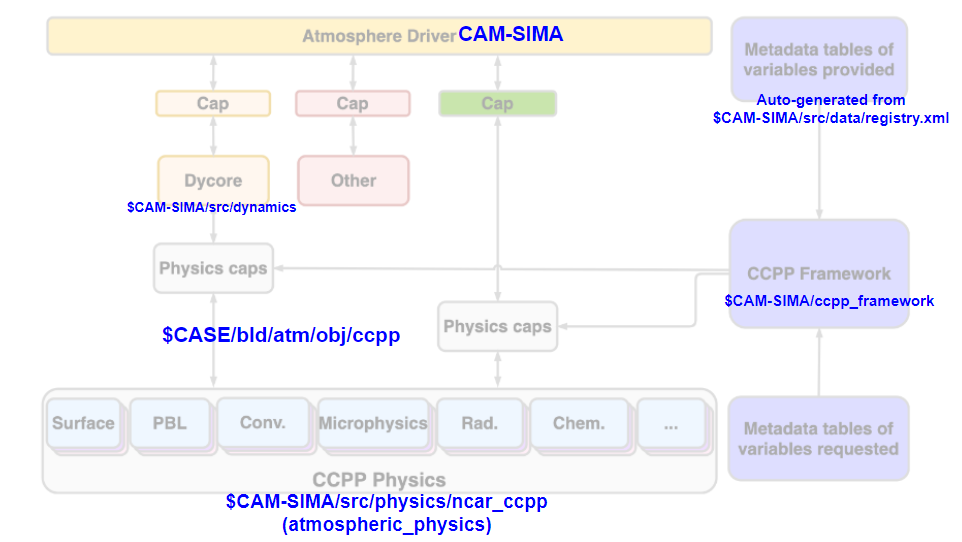 Atmosphere Driver CAM-SIMA
Metadata tables of
variables provided
Auto-generated from
$CAM-SIMA/src/data/registry.xml
Cap
Cap
Cap
Dycore
Other
$CAM-SIMA/src/dynamics
Physics caps
CCPP Framework
$CAM-SIMA/ccpp_framework
Physics caps
$CASE/bld/atm/obj/ccpp
Surface
PBL
Conv.
Microphysics
Rad.
Chem.
...
Metadata tables of
variables requested
CCPP Physics
$CAM-SIMA/src/physics/ncar_ccpp
(atmospheric_physics)